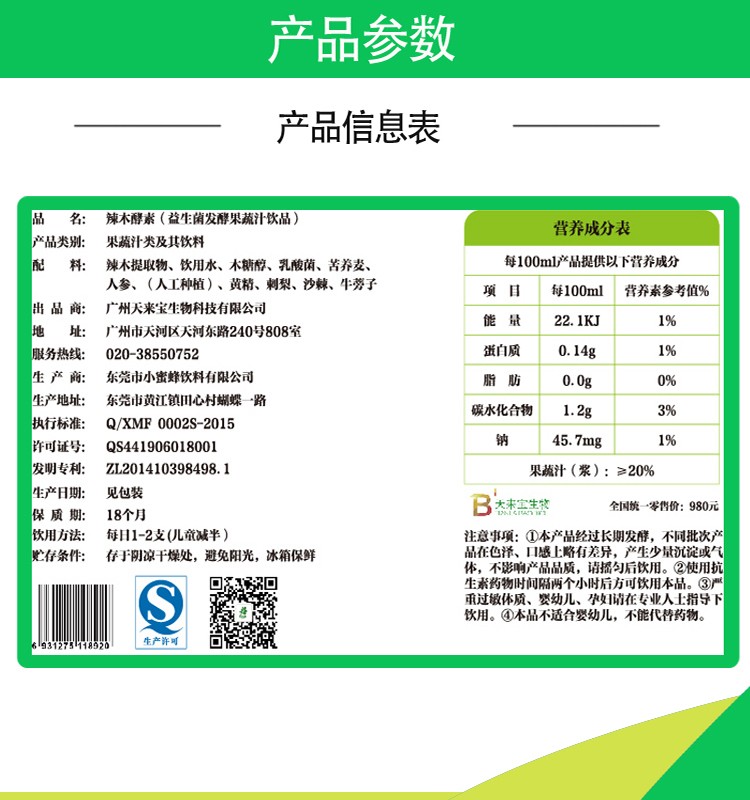 产品参数
产品信息表
品 名: 辣木酵素（益生菌发酵果蔬汁饮品）
产品类别: 果蔬汁类及其饮料
配 料: 辣木提取物、饮用水、木糖醇、乳酸菌、苦荞麦、
人参、（人工种植）、黄精、刺梨、沙棘、牛蒡子
出 品 商: 广州天来宝生物科技有限公司
地 址: 广州市天河区天河东路240号808室
服务热线: 020-38550752
生 产 商: 东莞市小蜜蜂饮料有限公司
生产地址: 东莞市黄江镇田心村蝴蝶一路
执行标准: Q/XMF 0002S-2015
许可证号: QS441906018001
发明专利: ZL201410398498.1
生产日期: 见包装
保 质 期: 18个月
饮用方法: 每日1-2支(儿童减半)
贮存条件: 存于阴凉干燥处，避免阳光，冰箱保鲜
6 931275 118920
生产许可
营养成分表
每100ml产品提供以下营养成分
项 目 每100ml 营养素参考值%
能 量 22.1KJ 1%
蛋白质 0.14g 1%
脂 肪 0.0g 0%
碳水化合物 1.2g 3%
钠 45.7mg 1%
果蔬汁（浆）: ≥20%
天来宝生物
全国统一零售价: 980元
注意事项: ①本产品经过长期发酵，不同批次产
品在色泽、口感上略有差异，产生少量沉淀或气
体，不影响产品品质，请摇匀后饮用。②使用抗
生素药物时间隔两个小时后方可饮用本品。③严
重过敏体质、婴幼儿、孕妇请在专业人士指导下
饮用。④本品不适合婴幼儿，不能代替药物。